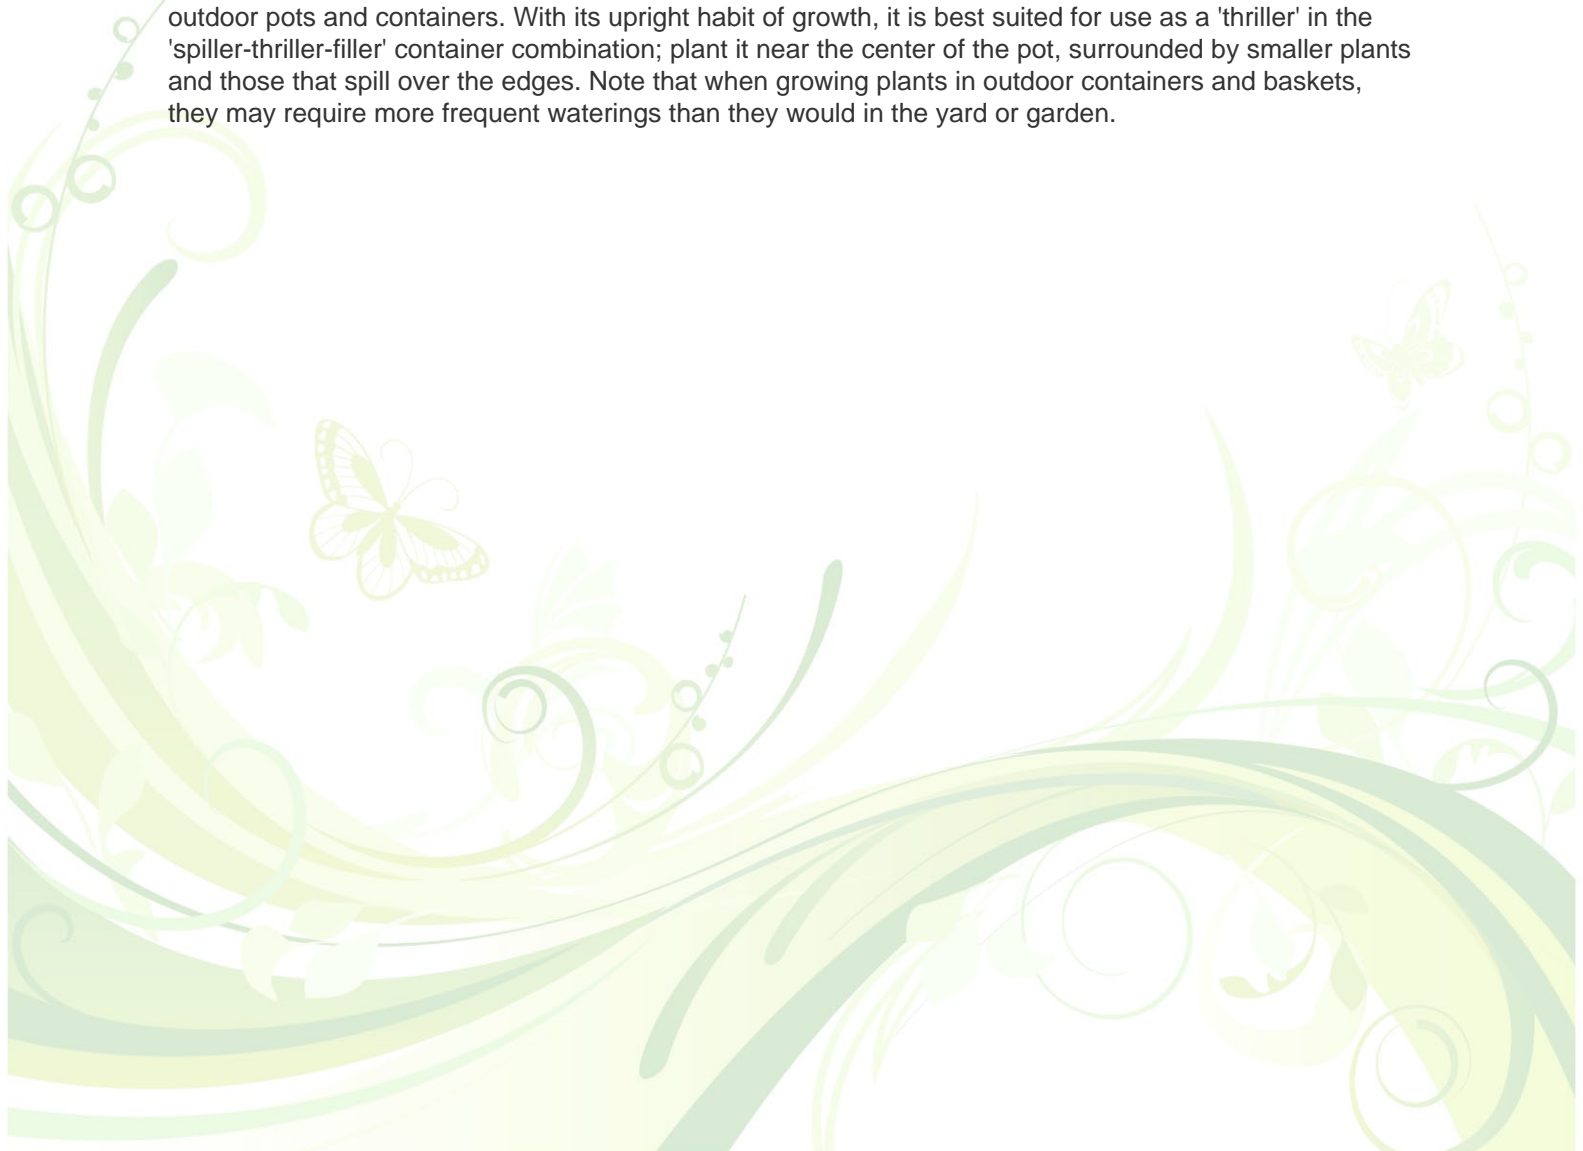 outdoor pots and containers. With its upright habit of growth, it is best suited for use as a 'thriller' in the
'spiller-thriller-filler' container combination; plant it near the center of the pot, surrounded by smaller plants
and those that spill over the edges. Note that when growing plants in outdoor containers and baskets,
they may require more frequent waterings than they would in the yard or garden.